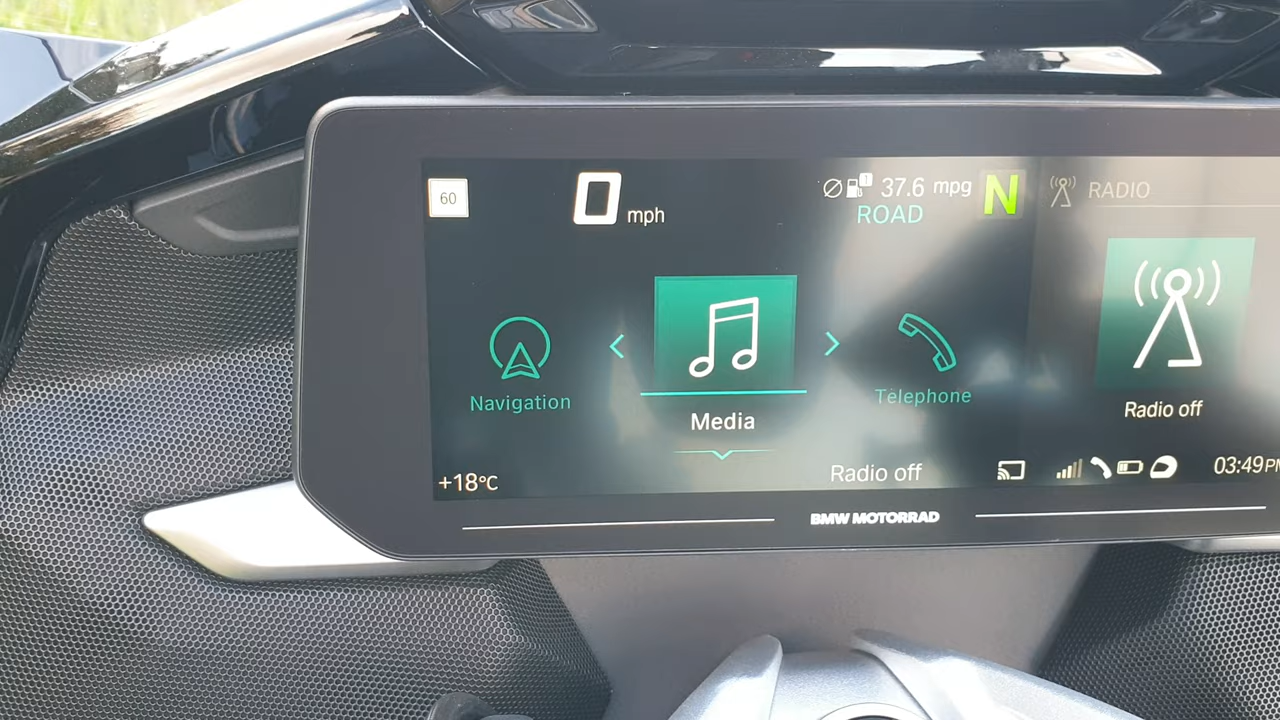 60
0 mph
1 37.6 mpg
ROAD
N
RADIO
Navigation
Media
Telephone
Radio off
+18°C
Radio off
03:49PM
BMW MOTORRAD